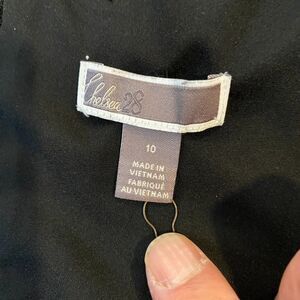 Chelsea28
10
MADE IN
VIETNAM
FABRIQUÉ
AU VIETNAM